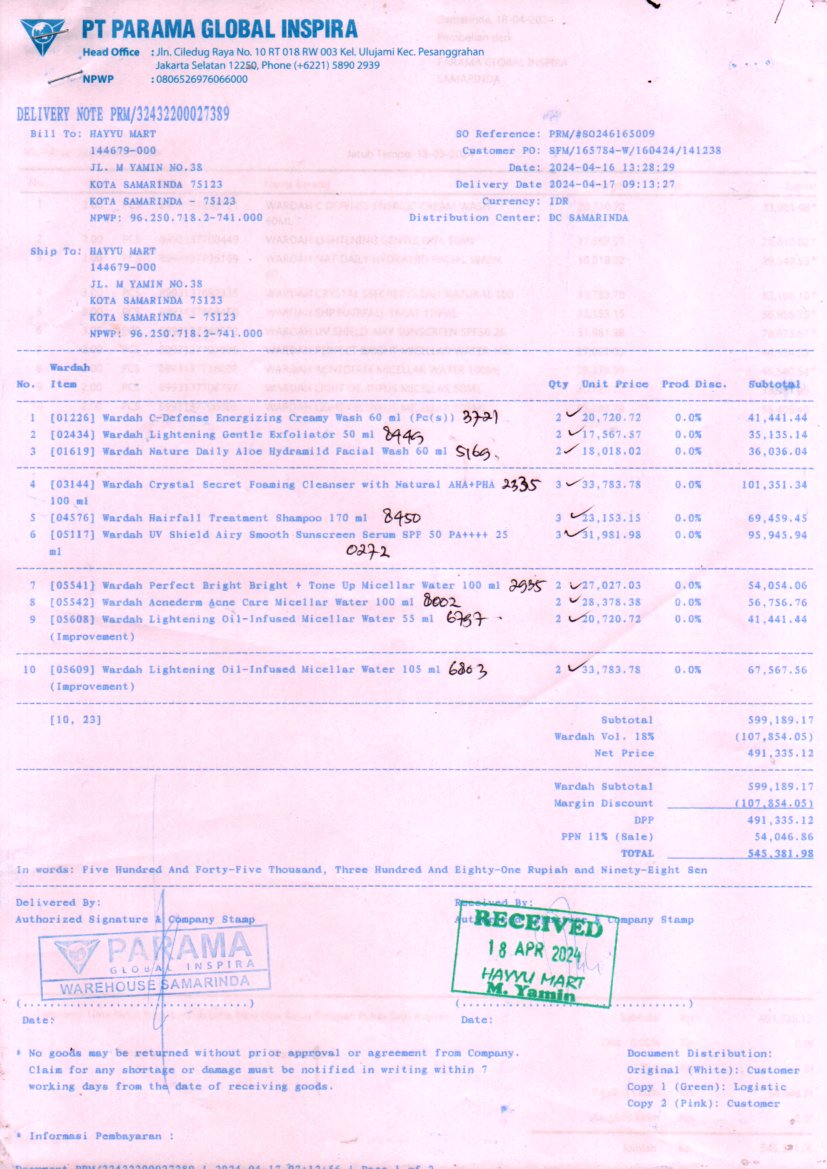 PT PARAMA GLOBAL INSPIRA
Head Office : Jln. Ciledug Raya No. 10 RT 018 RW 003 Kel. Ulujami Kec. Pesanggrahan
Jakarta Selatan 12250, Phone (+6221) 5890 2939
NPWP : 0806526976066000
DELIVERY NOTE PRM/32432200027389
Bill To: HAYYU MART SO Reference: PRM/#SO246165009
144679-000 Customer PO: SFM/165784-W/160424/141238
JL. M YAMIN NO.38 Date: 2024-04-16 13:28:29
KOTA SAMARINDA 75123 Delivery Date 2024-04-17 09:13:27
KOTA SAMARINDA - 75123 Currency: IDR
NPWP: 96.250.718.2-741.000 Distribution Center: DC SAMARINDA
Ship To: HAYYU MART
144679-000
JL. M YAMIN NO.38
KOTA SAMARINDA 75123
KOTA SAMARINDA - 75123
NPWP: 96.250.718.2-741.000
Wardah
No. Item Qty Unit Price Prod Disc. Subtotal
1 [01226] Wardah C-Defense Energizing Creamy Wash 60 ml (Pc(s)) 3721 2 20,720.72 0.0% 41,441.44
2 [02434] Wardah Lightening Gentle Exfoliator 50 ml 8449 2 17,567.57 0.0% 35,135.14
3 [01619] Wardah Nature Daily Aloe Hydramild Facial Wash 60 ml 5169 2 18,018.02 0.0% 36,036.04
4 [03144] Wardah Crystal Secret Foaming Cleanser with Natural AHA+PHA 2335 3 33,783.78 0.0% 101,351.34
100 ml
5 [04576] Wardah Hairfall Treatment Shampoo 170 ml 8450 3 23,153.15 0.0% 69,459.45
6 [05117] Wardah UV Shield Airy Smooth Sunscreen Serum SPF 50 PA++++ 25 3 31,981.98 0.0% 95,945.94
ml 0272
7 [05541] Wardah Perfect Bright Bright + Tone Up Micellar Water 100 ml 2935 2 27,027.03 0.0% 54,054.06
8 [05542] Wardah Acnederm Acne Care Micellar Water 100 ml 8002 2 28,378.38 0.0% 56,756.76
9 [05608] Wardah Lightening Oil-Infused Micellar Water 55 ml 6797 2 20,720.72 0.0% 41,441.44
(Improvement)
10 [05609] Wardah Lightening Oil-Infused Micellar Water 105 ml 6803 2 33,783.78 0.0% 67,567.56
(Improvement)
[10, 23] Subtotal 599,189.17
Wardah Vol. 18% (107,854.05)
Net Price 491,335.12
Wardah Subtotal 599,189.17
Margin Discount (107,854.05)
DPP 491,335.12
PPN 11% (Sale) 54,046.86
TOTAL 545,381.98
In words: Five Hundred And Forty-Five Thousand, Three Hundred And Eighty-One Rupiah and Ninety-Eight Sen
Delivered By: Received By:
Authorized Signature & Company Stamp Company Stamp
PARAMA
GLOBAL INSPIRA
WAREHOUSE SAMARINDA
RECEIVED
18 APR 2024
HAYYU MART
M. Yamin
Date: Date:
* No goods may be returned without prior approval or agreement from Company.
Claim for any shortage or damage must be notified in writing within 7
working days from the date of receiving goods.
Document Distribution:
Original (White): Customer
Copy 1 (Green): Logistic
Copy 2 (Pink): Customer
* Informasi Pembayaran :